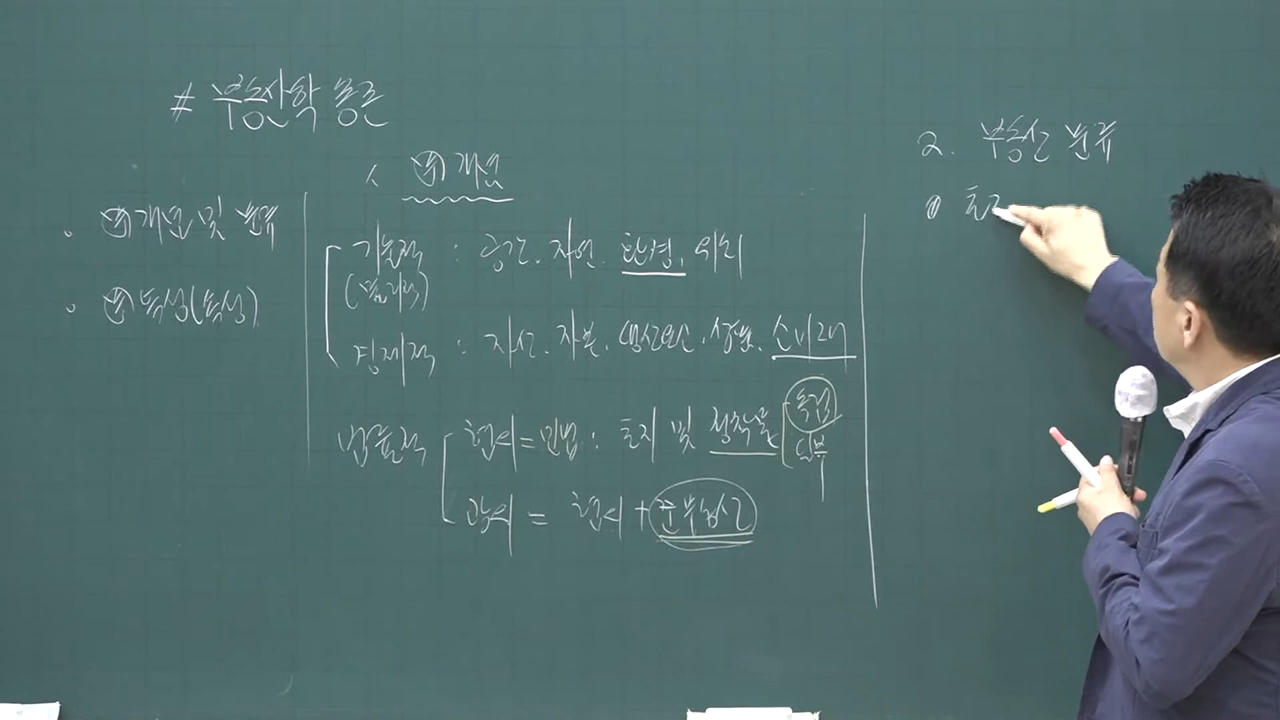 # 부동산학 총론
· ㉥개념 및 분류
· ㉥특성(속성)
1. ㉥개념
기술적 : 공간. 자연. 환경, 위치
(물리적)
경제적 : 자산. 자본. 생산요소. 상품. 소비재
법률적
협의 = 민법 : 토지 및 정착물 독립 일부
광의 = 협의 + 준부동산
2. 부동산 분류